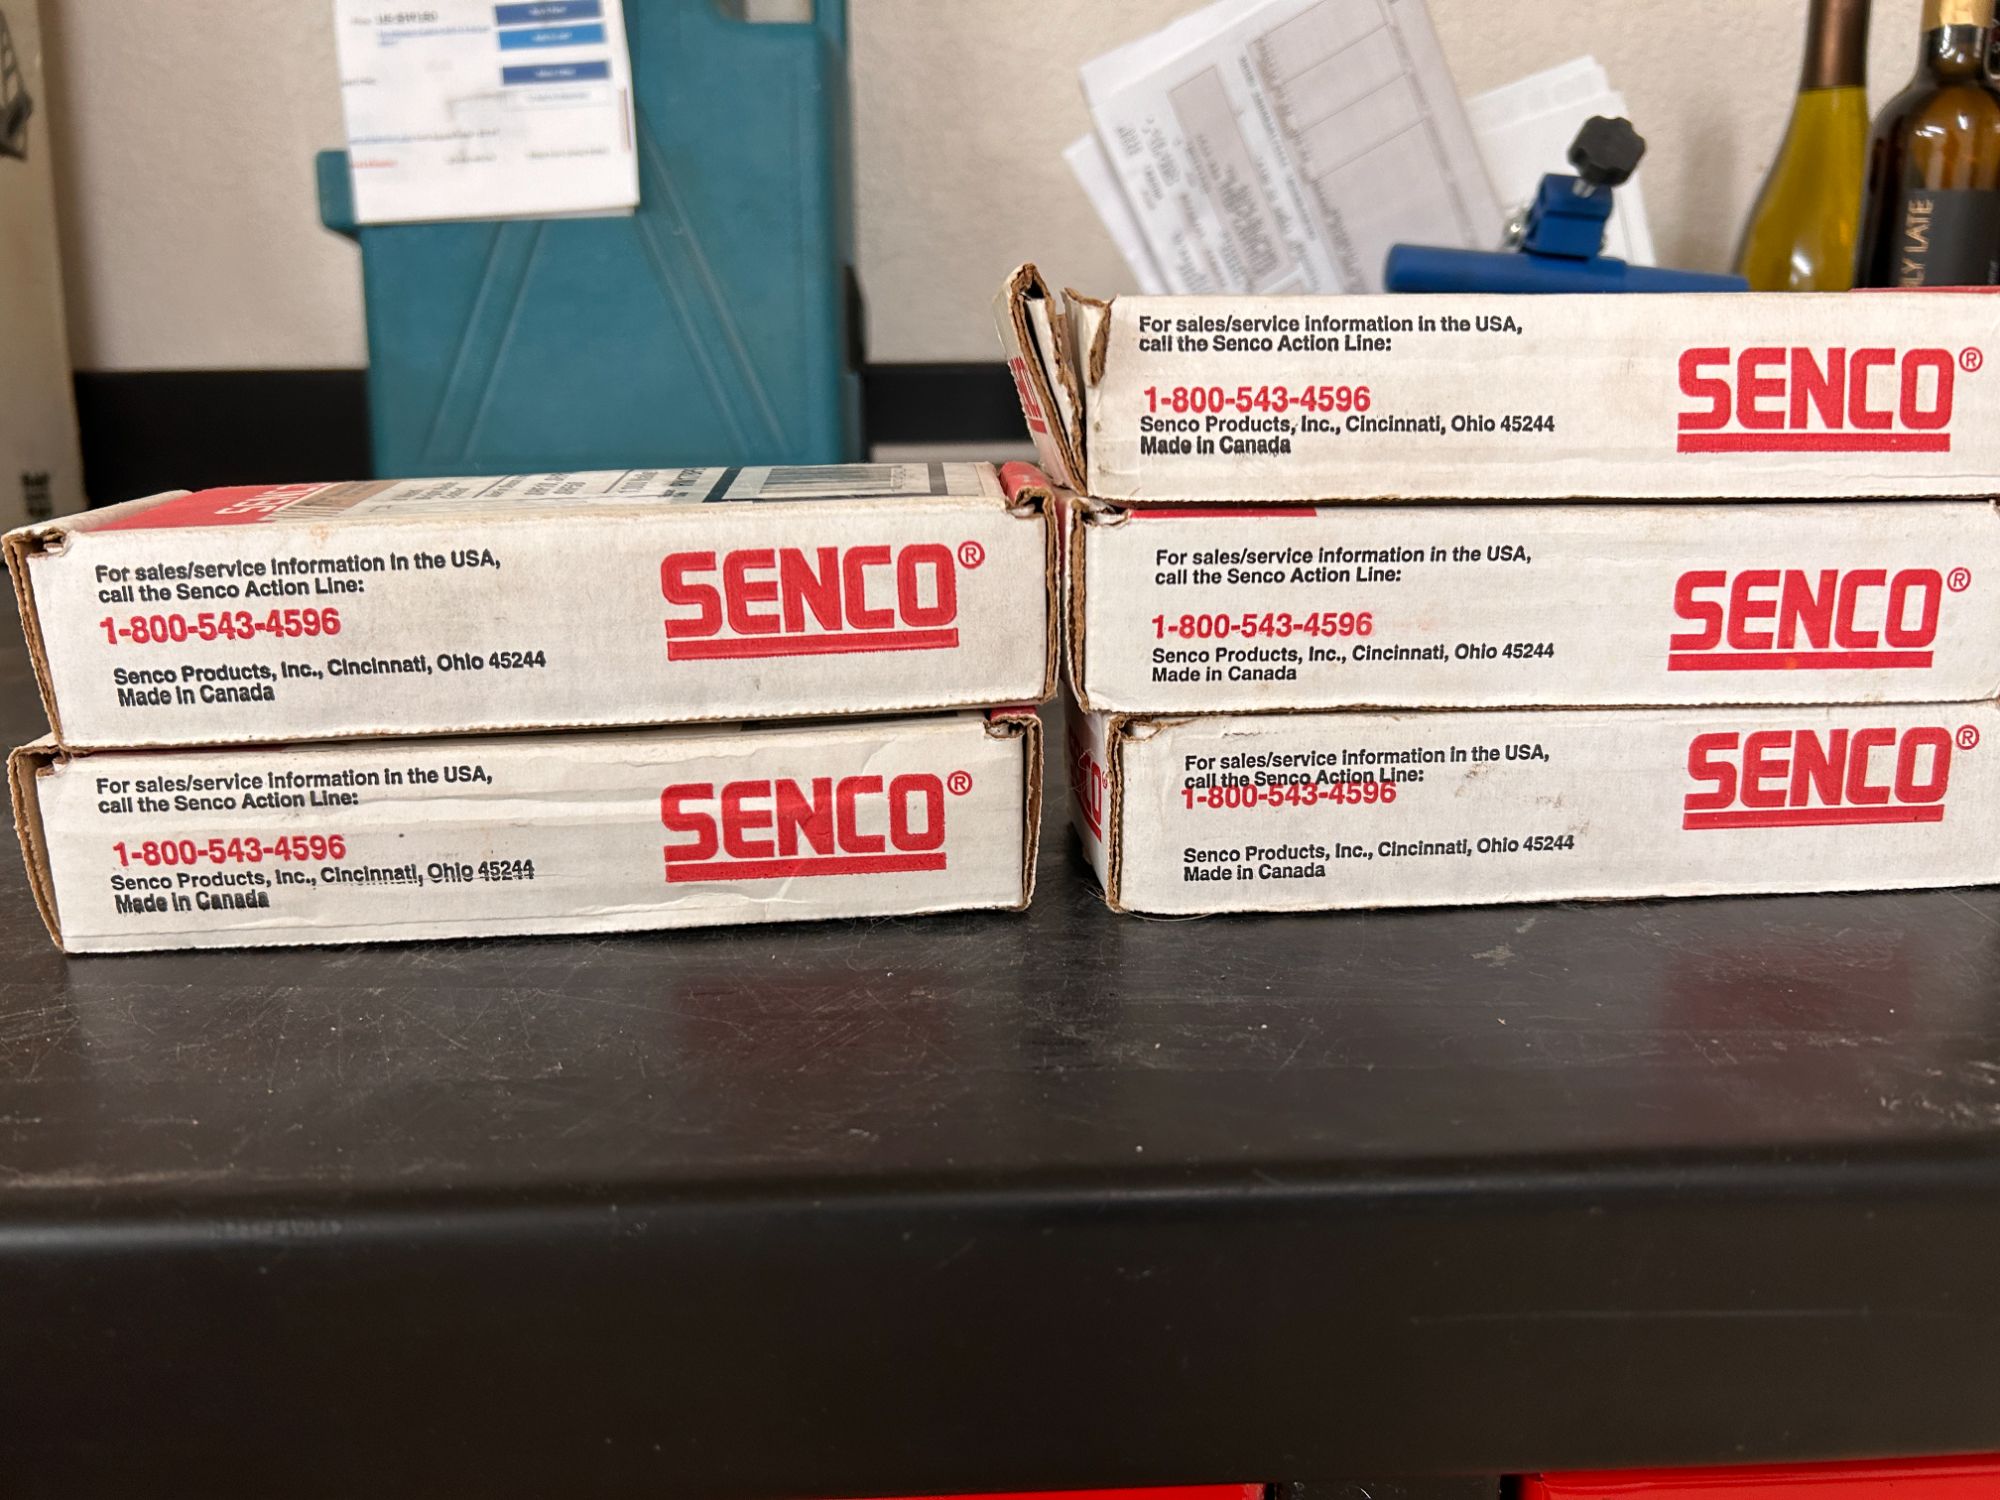 For sales/service information in the USA,
call the Senco Action Line:
1-800-543-4596
Senco Products, Inc., Cincinnati, Ohio 45244
Made in Canada
SENCO®
For sales/service information in the USA,
call the Senco Action Line:
1-800-543-4596
Senco Products, Inc., Cincinnati, Ohio 45244
Made in Canada
SENCO®
For sales/service information in the USA,
call the Senco Action Line:
1-800-543-4596
Senco Products, Inc., Cincinnati, Ohio 45244
Made in Canada
SENCO®
For sales/service information in the USA,
call the Senco Action Line:
1-800-543-4596
Senco Products, Inc., Cincinnati, Ohio 45244
Made in Canada
SENCO®
For sales/service information in the USA,
call the Senco Action Line:
1-800-543-4596
Senco Products, Inc., Cincinnati, Ohio 45244
Made in Canada
SENCO®
LATE